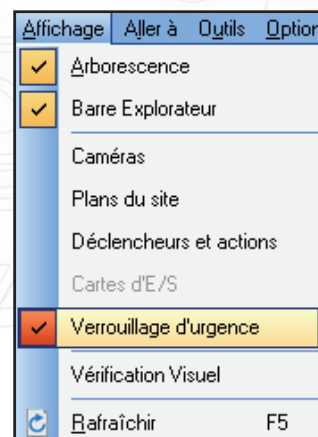 Affichage Aller à Outils Option
Arborescence
Barre Explorateur
Caméras
Plans du site
Déclencheurs et actions
Cartes d'E/S
Verrouillage d'urgence
Vérification Visuel
Rafraîchir F5